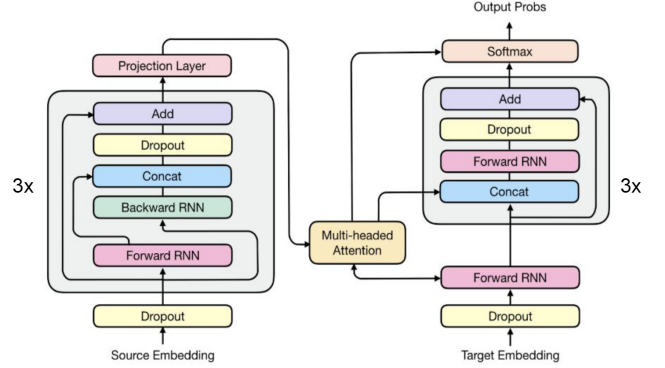 Projection Layer
Add
Dropout
Concat
Backward RNN
Forward RNN
3x
Dropout
Source Embedding
Multi-headed
Attention
Output Probs
Softmax
Add
Dropout
Forward RNN
Concat
3x
Forward RNN
Dropout
Target Embedding